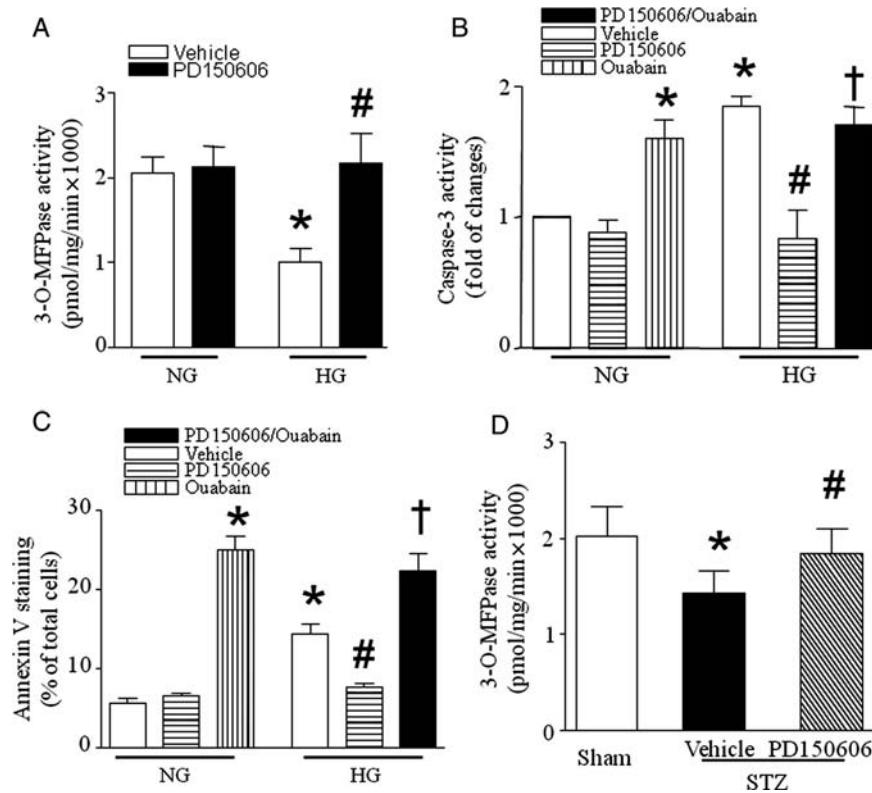 A
Vehicle
PD150606
3-O-MFPase activity
(pmol/mg/min×1000)
3
2
1
0
*
#
NG
HG
B
PD150606/Ouabain
Vehicle
PD150606
Ouabain
Caspase-3 activity
(fold of changes)
2
1
0
*
*
#
†
NG
HG
C
PD150606/Ouabain
Vehicle
PD150606
Ouabain
Annexin V staining
(% of total cells)
30
20
10
0
*
*
#
†
NG
HG
D
3-O-MFPase activity
(pmol/mg/min×1000)
3
2
1
0
*
#
Sham
Vehicle PD150606
STZ